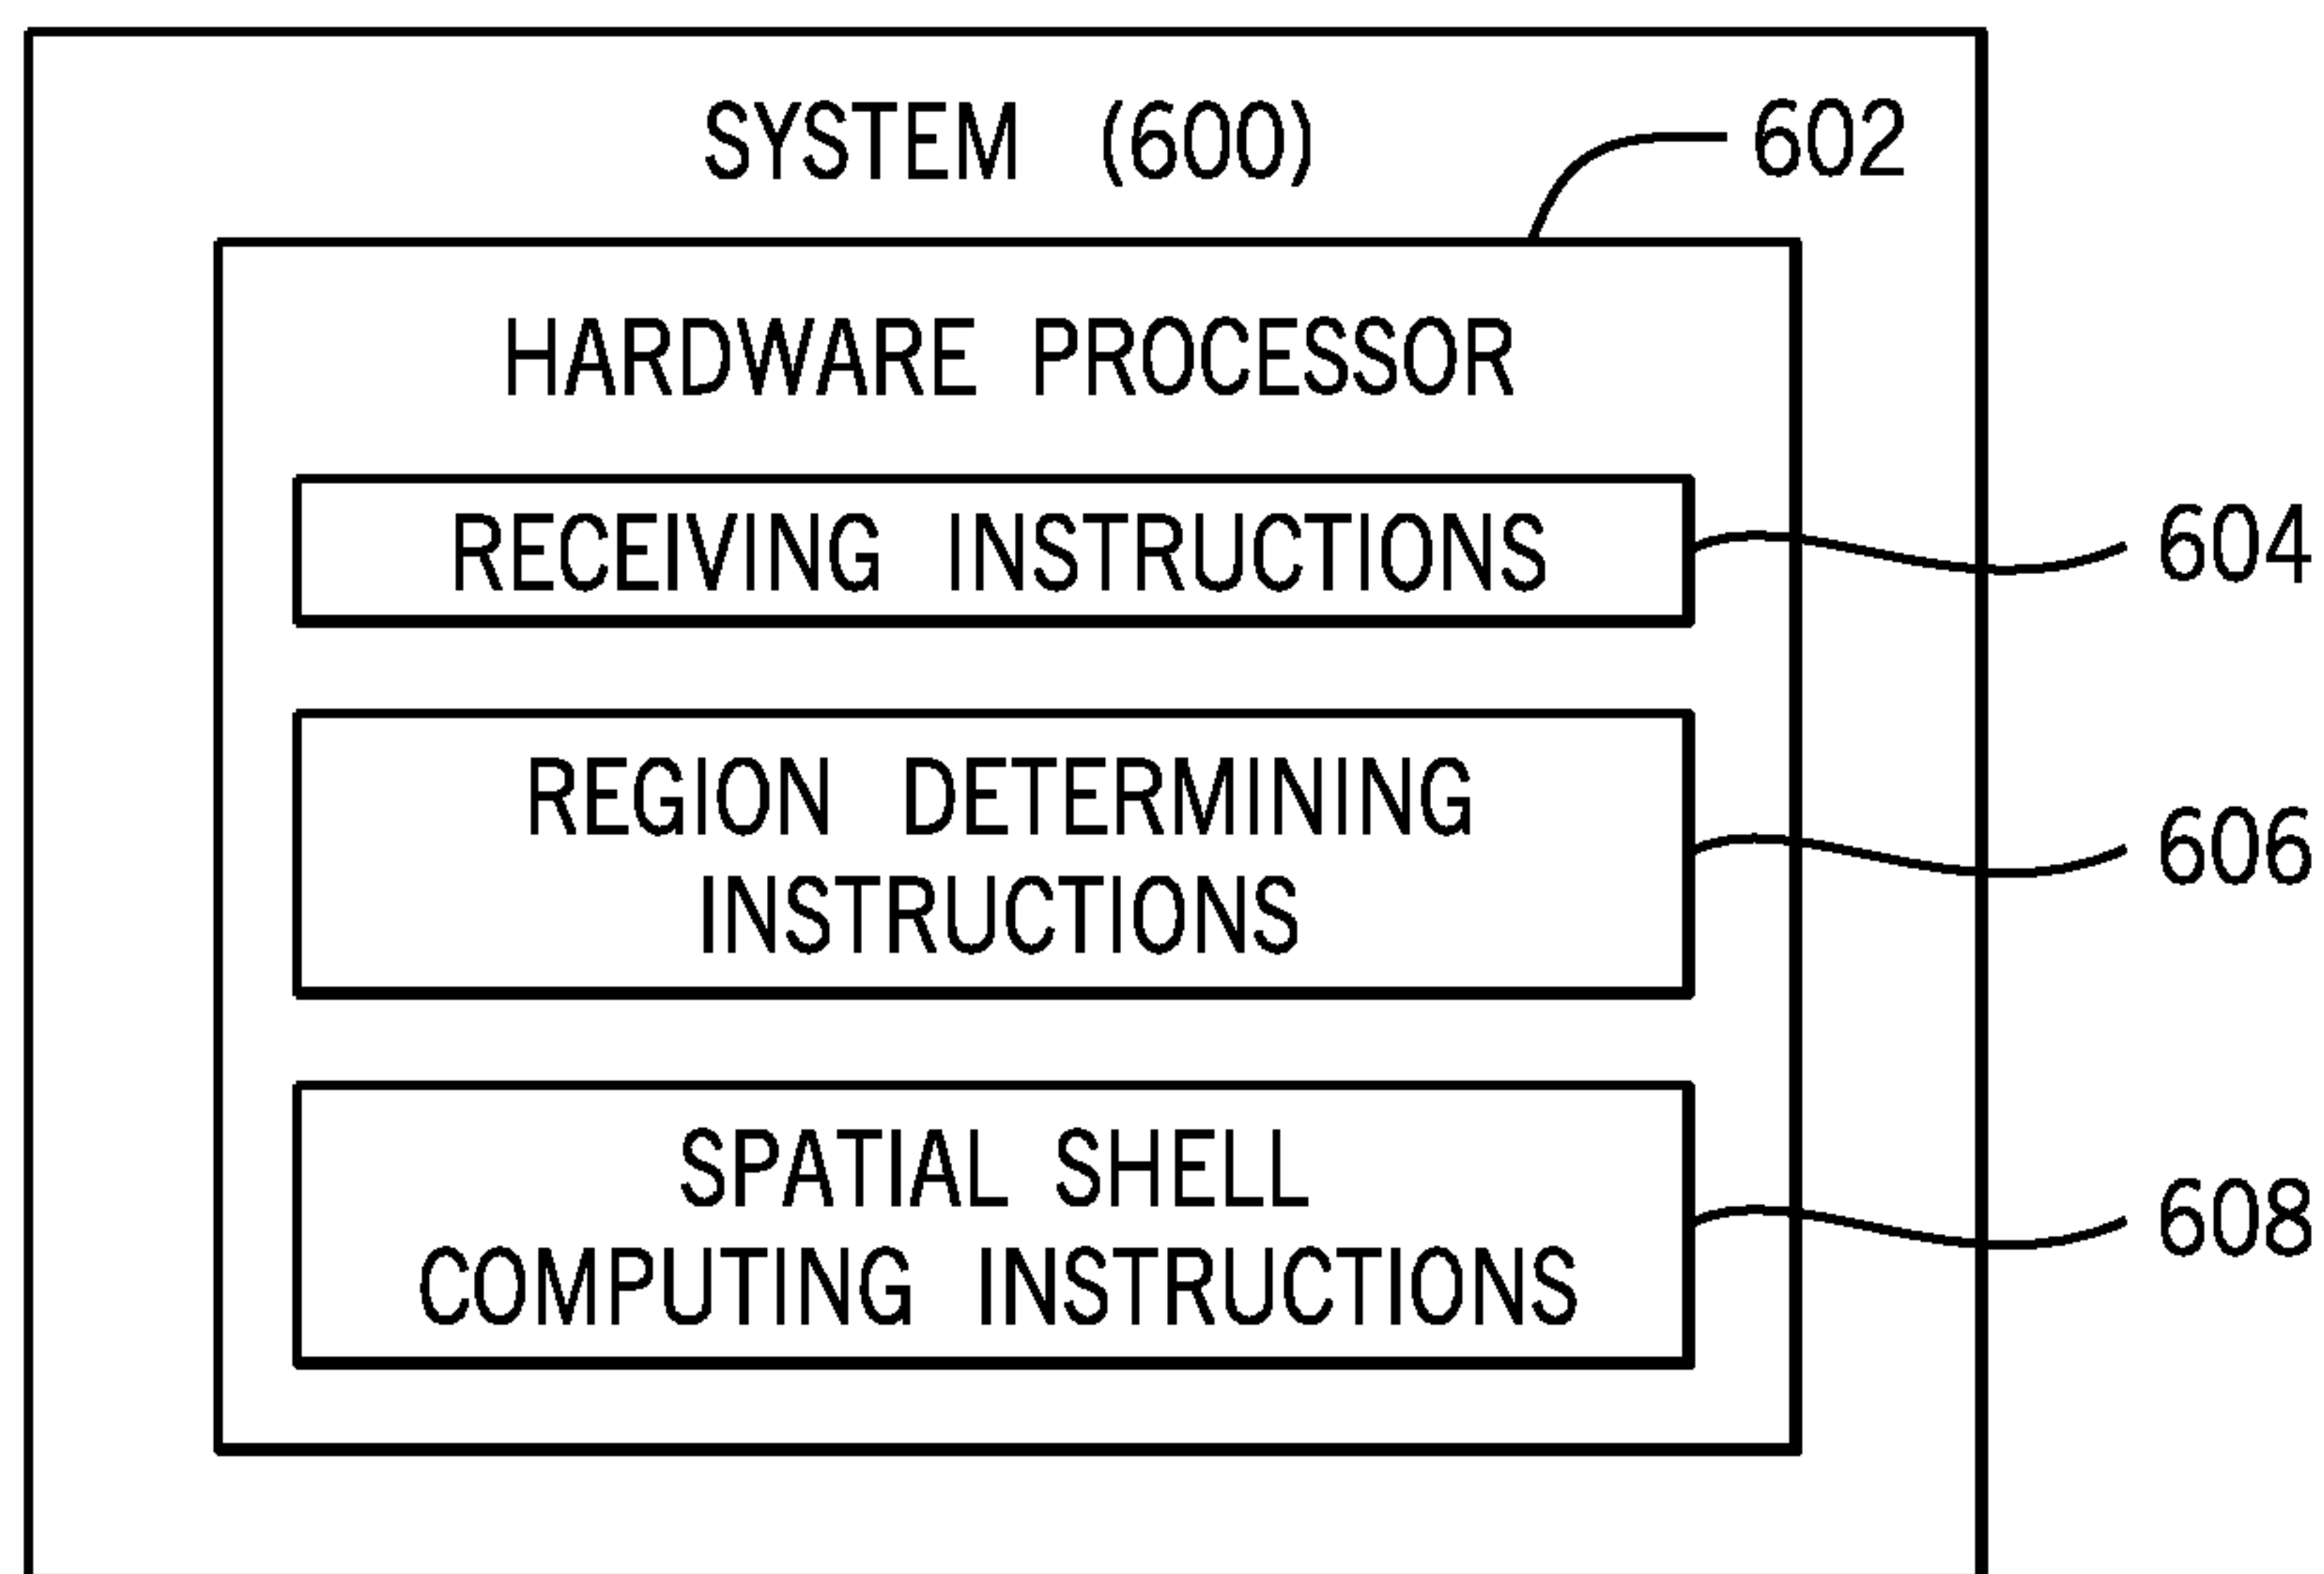 SYSTEM (600)
602
HARDWARE PROCESSOR
RECEIVING INSTRUCTIONS
604
REGION DETERMINING
INSTRUCTIONS
606
SPATIAL SHELL
COMPUTING INSTRUCTIONS
608